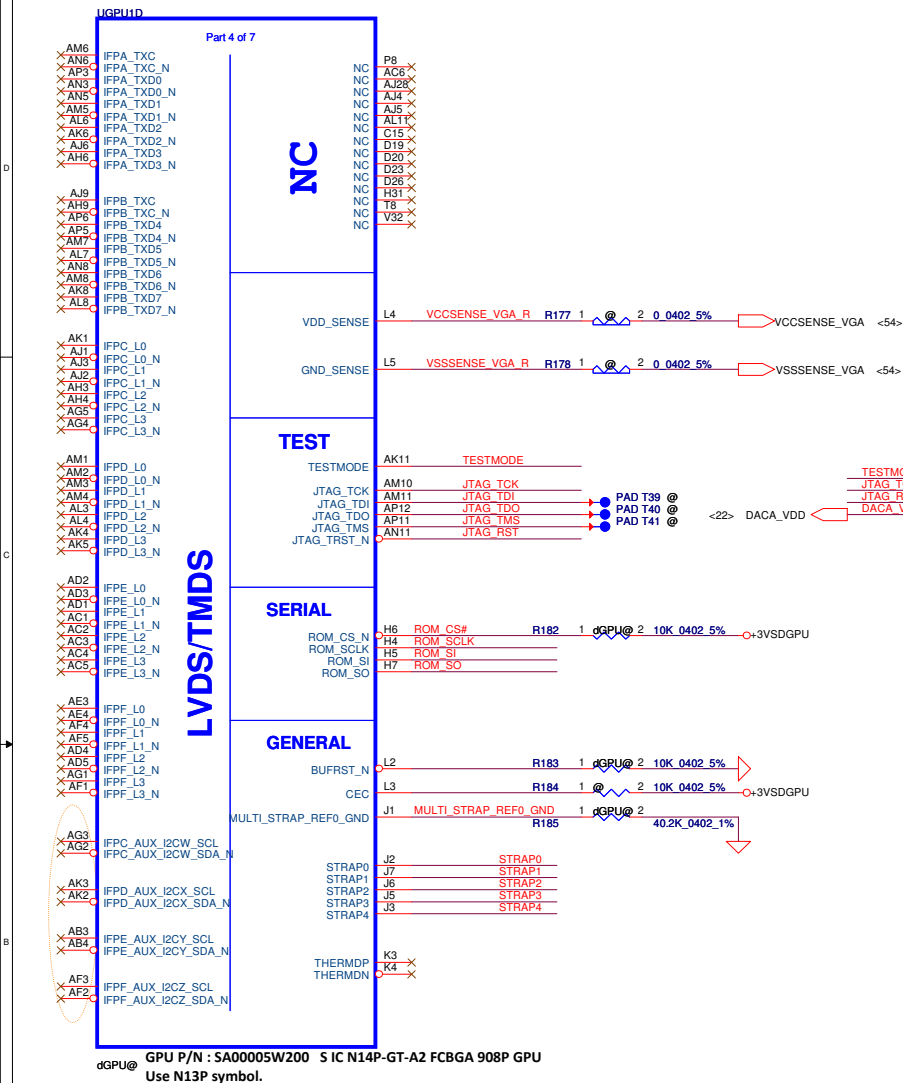 UGPU1D
Part 4 of 7
AM6 IFPA_TXC
AN6 IFPA_TXC_N
AP3 IFPA_TXD0
AN3 IFPA_TXD0_N
AN5 IFPA_TXD1
AM5 IFPA_TXD1_N
AL6 IFPA_TXD2
AK6 IFPA_TXD2_N
AJ6 IFPA_TXD3
AH6 IFPA_TXD3_N
AJ9 IFPB_TXC
AH9 IFPB_TXC_N
AP6 IFPB_TXD4
AP5 IFPB_TXD4_N
AM7 IFPB_TXD5
AL7 IFPB_TXD5_N
AN8 IFPB_TXD6
AM8 IFPB_TXD6_N
AK8 IFPB_TXD7
AL8 IFPB_TXD7_N
AK1 IFPC_L0
AJ1 IFPC_L0_N
AJ3 IFPC_L1
AJ2 IFPC_L1_N
AH3 IFPC_L2
AH4 IFPC_L2_N
AG5 IFPC_L3
AG4 IFPC_L3_N
AM1 IFPD_L0
AM2 IFPD_L0_N
AM3 IFPD_L1
AM4 IFPD_L1_N
AL3 IFPD_L2
AL4 IFPD_L2_N
AK4 IFPD_L3
AK5 IFPD_L3_N
AD2 IFPE_L0
AD3 IFPE_L0_N
AD1 IFPE_L1
AC1 IFPE_L1_N
AC2 IFPE_L2
AC3 IFPE_L2_N
AC4 IFPE_L3
AC5 IFPE_L3_N
AE3 IFPF_L0
AE4 IFPF_L0_N
AF4 IFPF_L1
AF5 IFPF_L1_N
AD4 IFPF_L2
AD5 IFPF_L2_N
AG1 IFPF_L3
AF1 IFPF_L3_N
AG3 IFPC_AUX_I2CW_SCL
AG2 IFPC_AUX_I2CW_SDA_N
AK3 IFPD_AUX_I2CX_SCL
AK2 IFPD_AUX_I2CX_SDA_N
AB3 IFPE_AUX_I2CY_SCL
AB4 IFPE_AUX_I2CY_SDA_N
AF3 IFPF_AUX_I2CZ_SCL
AF2 IFPF_AUX_I2CZ_SDA_N
LVDS/TMDS
NC
NC P8
NC AC6
NC AJ28
NC AJ4
NC AJ5
NC AL11
NC C15
NC D19
NC D20
NC D23
NC D26
NC H31
NC T8
NC V32
VDD_SENSE L4 VCCSENSE_VGA_R R177 1 @ 2 0_0402_5% VCCSENSE_VGA <54>
GND_SENSE L5 VSSSENSE_VGA_R R178 1 @ 2 0_0402_5% VSSSENSE_VGA <54>
TEST
TESTMODE AK11 TESTMODE
JTAG_TCK AM10 JTAG_TCK
JTAG_TDI AM11 JTAG_TDI PAD T39 @
JTAG_TDO AP12 JTAG_TDO PAD T40 @
JTAG_TMS AP11 JTAG_TMS PAD T41 @
JTAG_TRST_N AN11 JTAG_RST
<22> DACA_VDD
SERIAL
ROM_CS_N H6 ROM_CS# R182 1 dGPU@ 2 10K_0402_5% +3VSDGPU
ROM_SCLK H4 ROM_SCLK
ROM_SI H5 ROM_SI
ROM_SO H7 ROM_SO
GENERAL
BUFRST_N L2 R183 1 dGPU@ 2 10K_0402_5%
CEC L3 R184 1 @ 2 10K_0402_5% +3VSDGPU
MULTI_STRAP_REF0_GND J1 MULTI_STRAP_REF0_GND R185 1 dGPU@ 2 40.2K_0402_1%
STRAP0 J2 STRAP0
STRAP1 J7 STRAP1
STRAP2 J6 STRAP2
STRAP3 J5 STRAP3
STRAP4 J3 STRAP4
THERMDP K3
THERMDN K4
D
C
B
dGPU@ GPU P/N : SA00005W200 S IC N14P-GT-A2 FCBGA 908P GPU
Use N13P symbol.